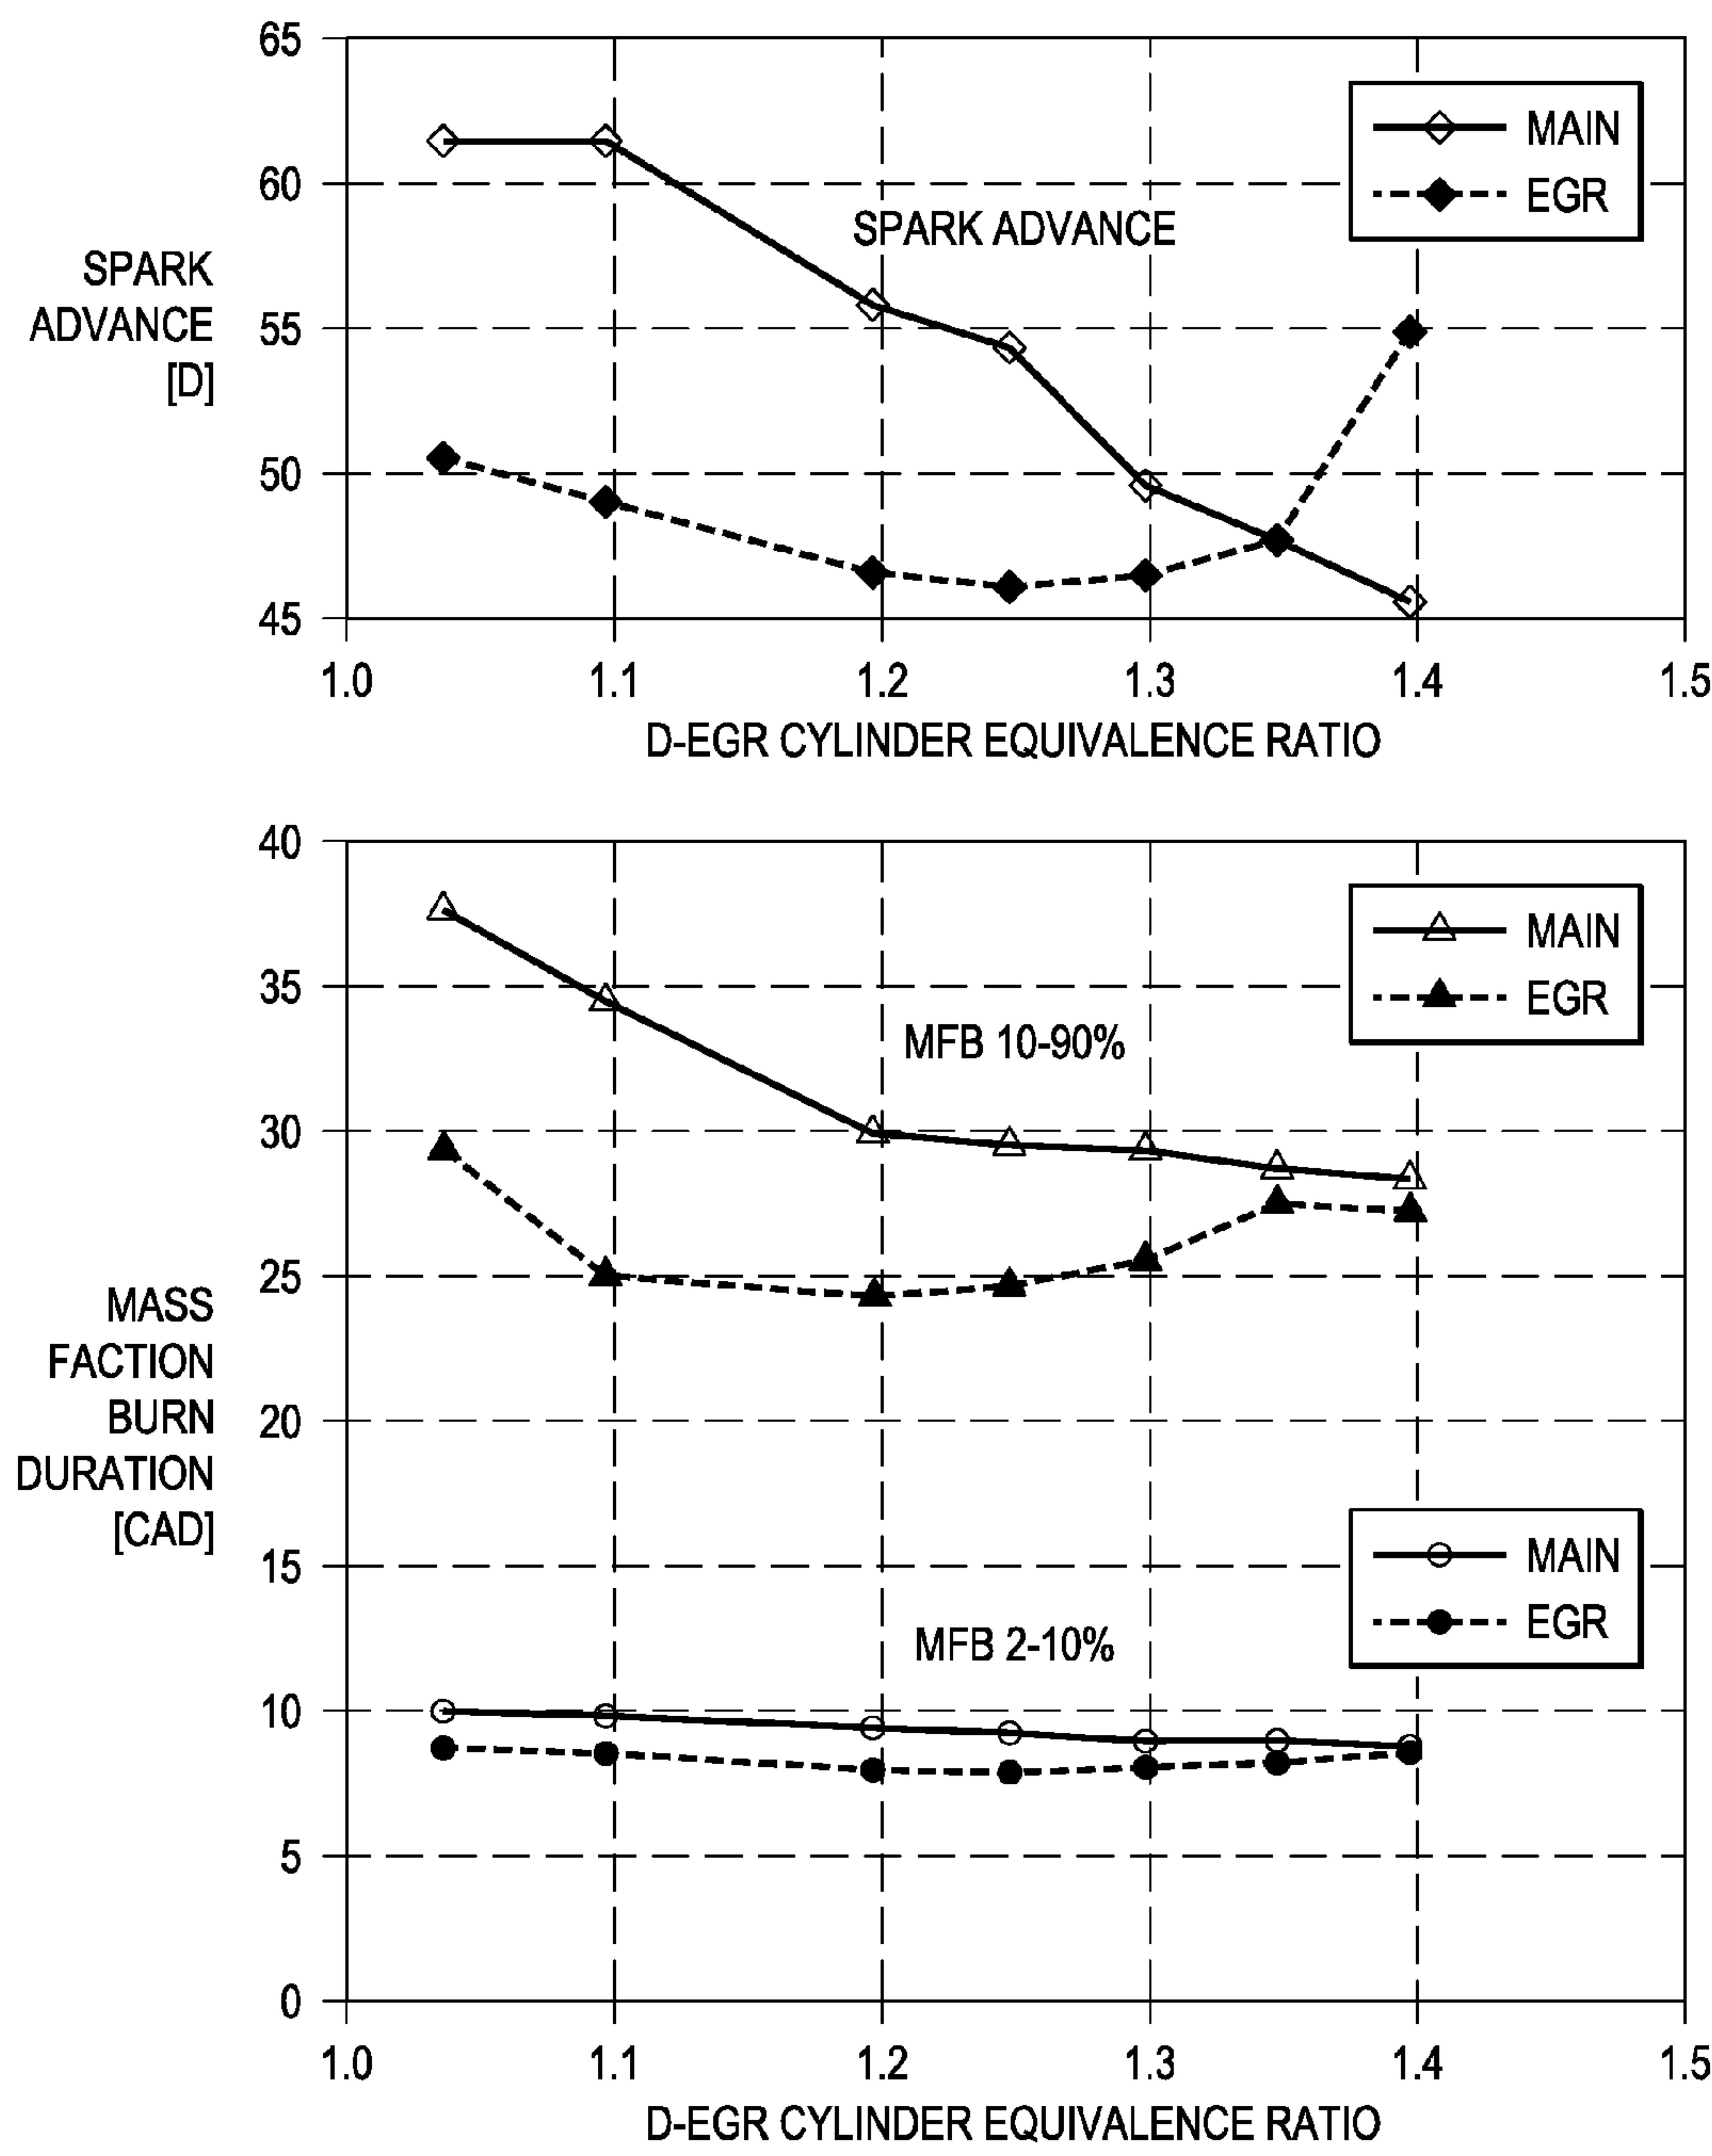 65
60
55
50
45
SPARK
ADVANCE
[D]
SPARK ADVANCE
MAIN
EGR
1.0 1.1 1.2 1.3 1.4 1.5
D-EGR CYLINDER EQUIVALENCE RATIO
40
35
30
25
20
15
10
5
0
MASS
FACTION
BURN
DURATION
[CAD]
MAIN
EGR
MFB 10-90%
MAIN
EGR
MFB 2-10%
1.0 1.1 1.2 1.3 1.4 1.5
D-EGR CYLINDER EQUIVALENCE RATIO